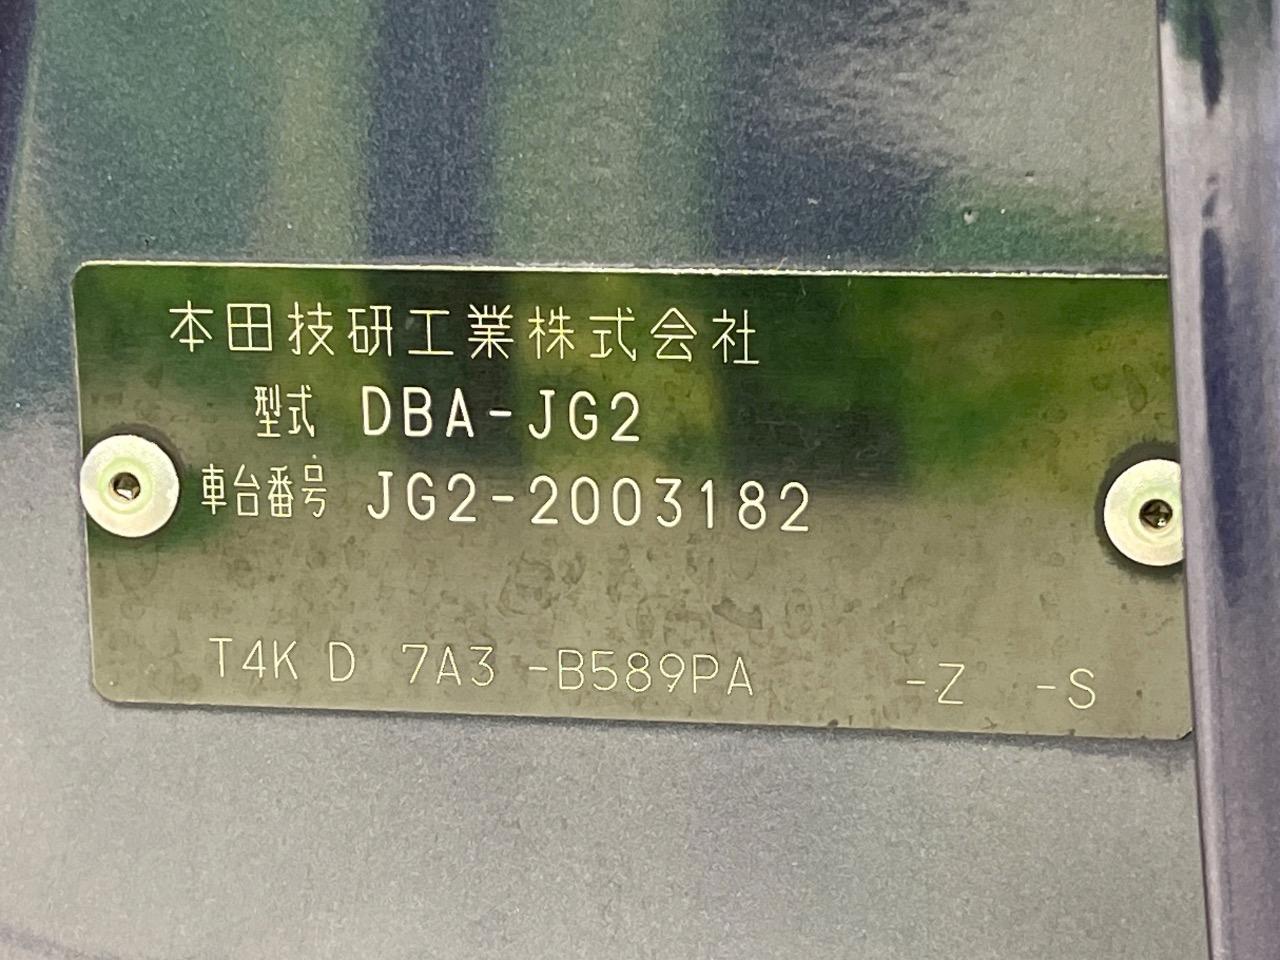 本田技研工業株式会社
型式 DBA-JG2
車台番号 JG2-2003182
T4K D 7A3 -B589PA -Z -S